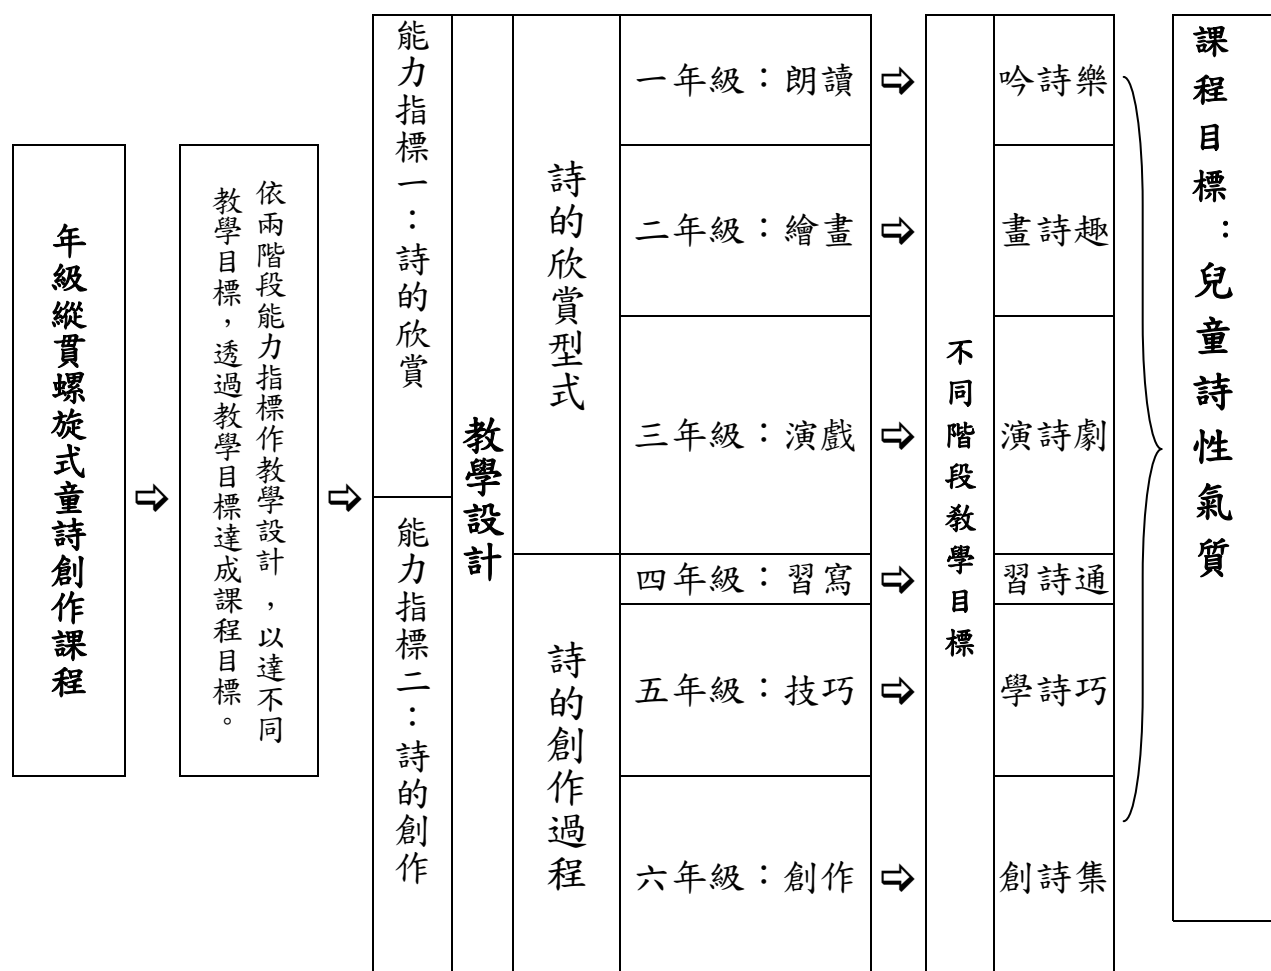 年級縱貫螺旋式童詩創作課程
依兩階段能力指標作教學設計，以達不同
教學目標，透過教學目標達成課程目標。
能力指標一：詩的欣賞
能力指標二：詩的創作
教學設計
詩的欣賞型式
詩的創作過程
一年級：朗讀
二年級：繪畫
三年級：演戲
四年級：習寫
五年級：技巧
六年級：創作
不同階段教學目標
吟詩樂
畫詩趣
演詩劇
習詩通
學詩巧
創詩集
課程目標：兒童詩性氣質